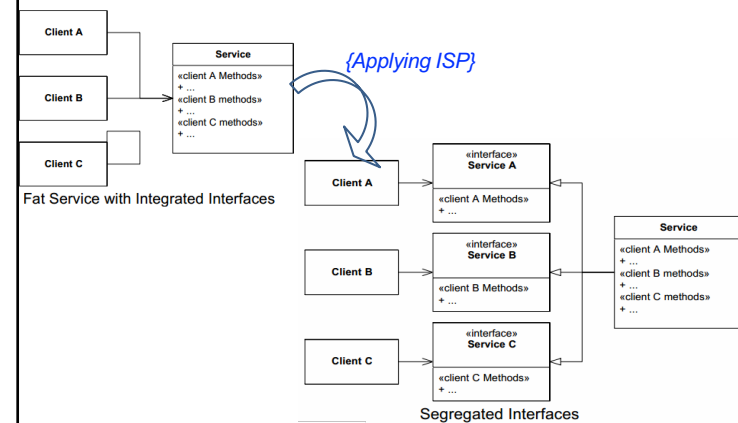 Client A
Client B
Client C
Service
«client A Methods»
+ ...
«client B methods»
+ ...
«client C methods»
+ ...
Fat Service with Integrated Interfaces
{Applying ISP}
Client A
«interface»
Service A
«client A Methods»
+ ...
Client B
«interface»
Service B
«client B Methods»
+ ...
Client C
«interface»
Service C
«client C Methods»
+ ...
Service
«client A Methods»
+ ...
«client B methods»
+ ...
«client C methods»
+ ...
Segregated Interfaces